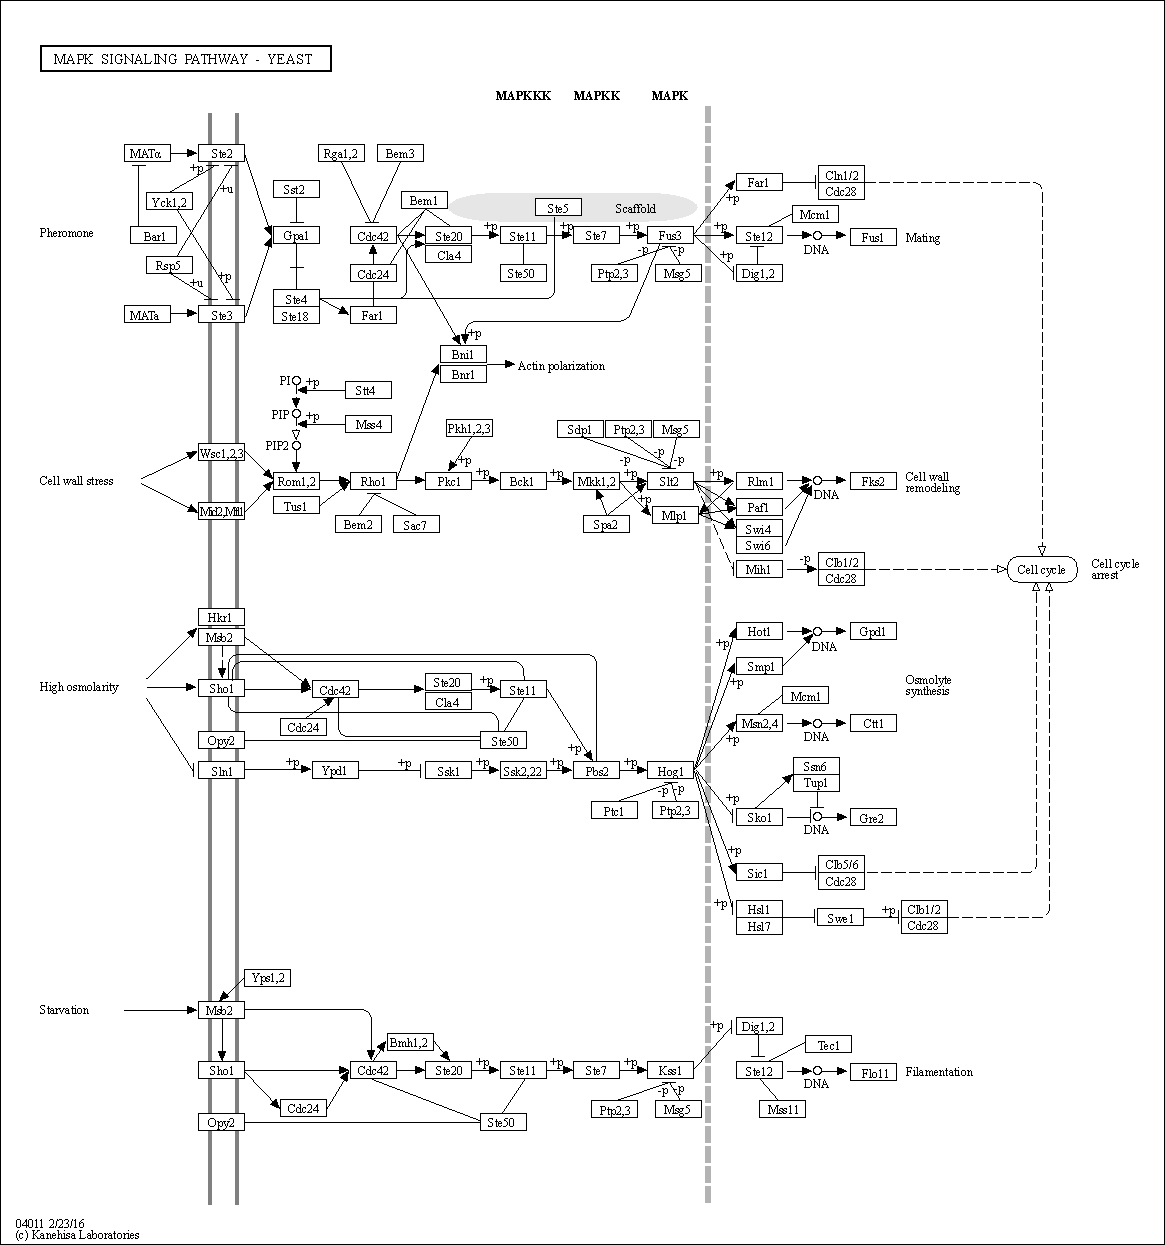 MAPK SIGNALING PATHWAY - YEAST
MAPKKK MAPKK MAPK
MATα Ste2 Rga1,2 Bem3
+p
+u
Yck1,2 Sst2 Bem1 Ste5 Scaffold Far1 Cln1/2
Cdc28
+p
Mcm1
Pheromone Bar1 Gpa1 Cdc42 Ste20 +p Ste11 +p Ste7 +p Fus3 +p Ste12 DNA Fus1 Mating
Cla4
-p -p +p
Rsp5 Cdc24 Ste50 Ptp2,3 Msg5 Dig1,2
+u +p
Ste4
MATa Ste3 Ste18 Far1
+p
Bni1
Bnr1 Actin polarization
PI +p Stt4
PIP +p Mss4
PIP2
Pkh1,2,3 Sdp1 Ptp2,3 Msg5
Wsc1,2,3 +p -p -p -p
Cell wall stress Rom1,2 Rho1 Pkc1 +p Bck1 +p Mkk1,2 +p Slt2 +p Rlm1 DNA Fks2 Cell wall
remodeling
+p
Mid2,Mtl1 Tus1 Mlp1 Paf1
Bem2 Sac7 Spa2 Swi4
Swi6
Mih1 -p Clb1/2
Cdc28
Cell cycle Cell cycle
arrest
Hkr1
Msb2 Hot1 DNA Gpd1
+p
Smp1
+p
High osmolarity Sho1 Cdc42 Ste20 +p Ste11 Osmolyte
synthesis
Cla4
Mcm1
Cdc24 Msn2,4 DNA Ctt1
+p
Opy2 Ste50
+p
Sln1 +p Ypd1 +p Ssk1 +p Ssk2,22 +p Pbs2 +p Hog1
Ssn6
Tup1
-p -p
+p
Ptc1 Ptp2,3 Sko1 DNA Gre2
+p
Sic1 Clb5/6
Cdc28
+p
Hsl1
Hsl7 Swe1 +p Clb1/2
Cdc28
Yps1,2
Starvation Msb2
+p Dig1,2
Bmh1,2 Tec1
Sho1 Cdc42 Ste20 +p Ste11 +p Ste7 +p Kss1 Ste12 DNA Flo11 Filamentation
-p -p
Cdc24 Ptp2,3 Msg5 Mss11
Opy2 Ste50
04011 2/23/16
(c) Kanehisa Laboratories